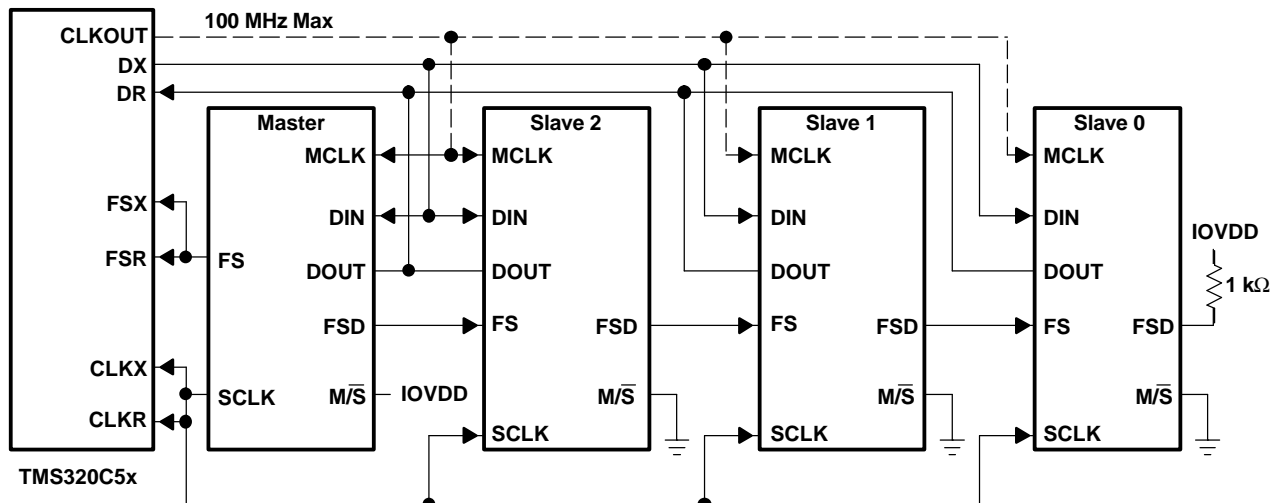 100 MHz Max
CLKOUT
DX
DR
FSX
FSR
CLKX
CLKR
TMS320C5x
Master
MCLK
DIN
DOUT
FS
FSD
M/S̅
IOVDD
SCLK
Slave 2
MCLK
DIN
DOUT
FS
FSD
M/S̅
SCLK
Slave 1
MCLK
DIN
DOUT
FS
FSD
M/S̅
SCLK
Slave 0
MCLK
DIN
DOUT
FS
FSD
M/S̅
SCLK
IOVDD
1 kΩ